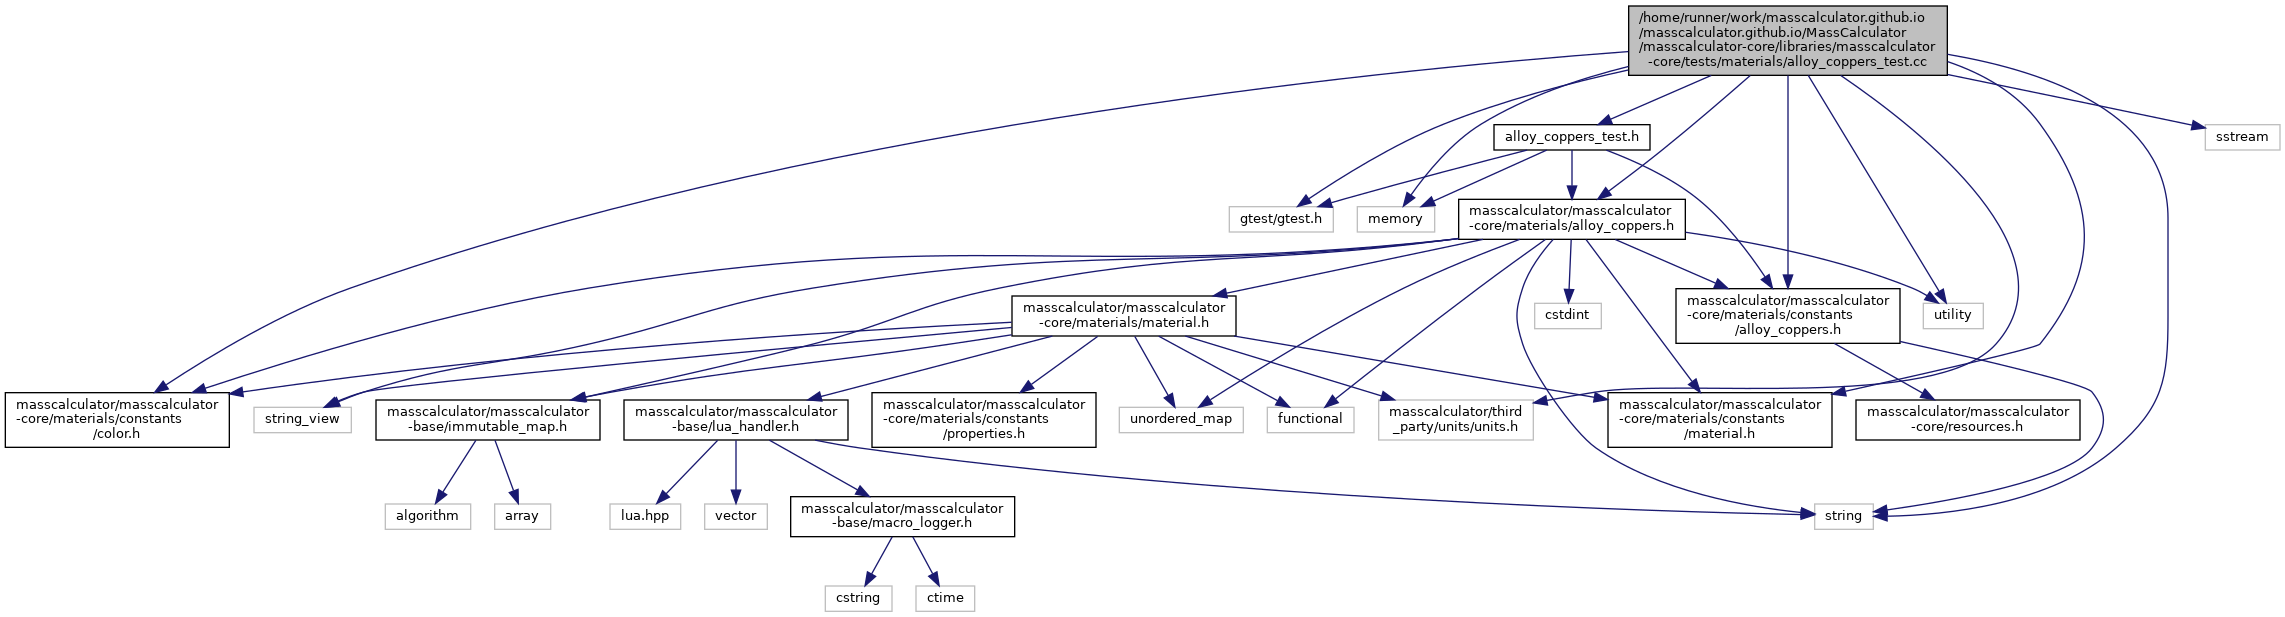 /home/runner/work/masscalculator.github.io
/masscalculator.github.io/MassCalculator
/masscalculator-core/libraries/masscalculator
-core/tests/materials/alloy_coppers_test.cc
alloy_coppers_test.h
sstream
gtest/gtest.h
memory
masscalculator/masscalculator
-core/materials/alloy_coppers.h
masscalculator/masscalculator
-core/materials/material.h
cstdint
masscalculator/masscalculator
-core/materials/constants
/alloy_coppers.h
utility
masscalculator/masscalculator
-core/materials/constants
/color.h
string_view
masscalculator/masscalculator
-base/immutable_map.h
masscalculator/masscalculator
-base/lua_handler.h
masscalculator/masscalculator
-core/materials/constants
/properties.h
unordered_map
functional
masscalculator/third
_party/units/units.h
masscalculator/masscalculator
-core/materials/constants
/material.h
masscalculator/masscalculator
-core/resources.h
algorithm
array
lua.hpp
vector
masscalculator/masscalculator
-base/macro_logger.h
string
cstring
ctime